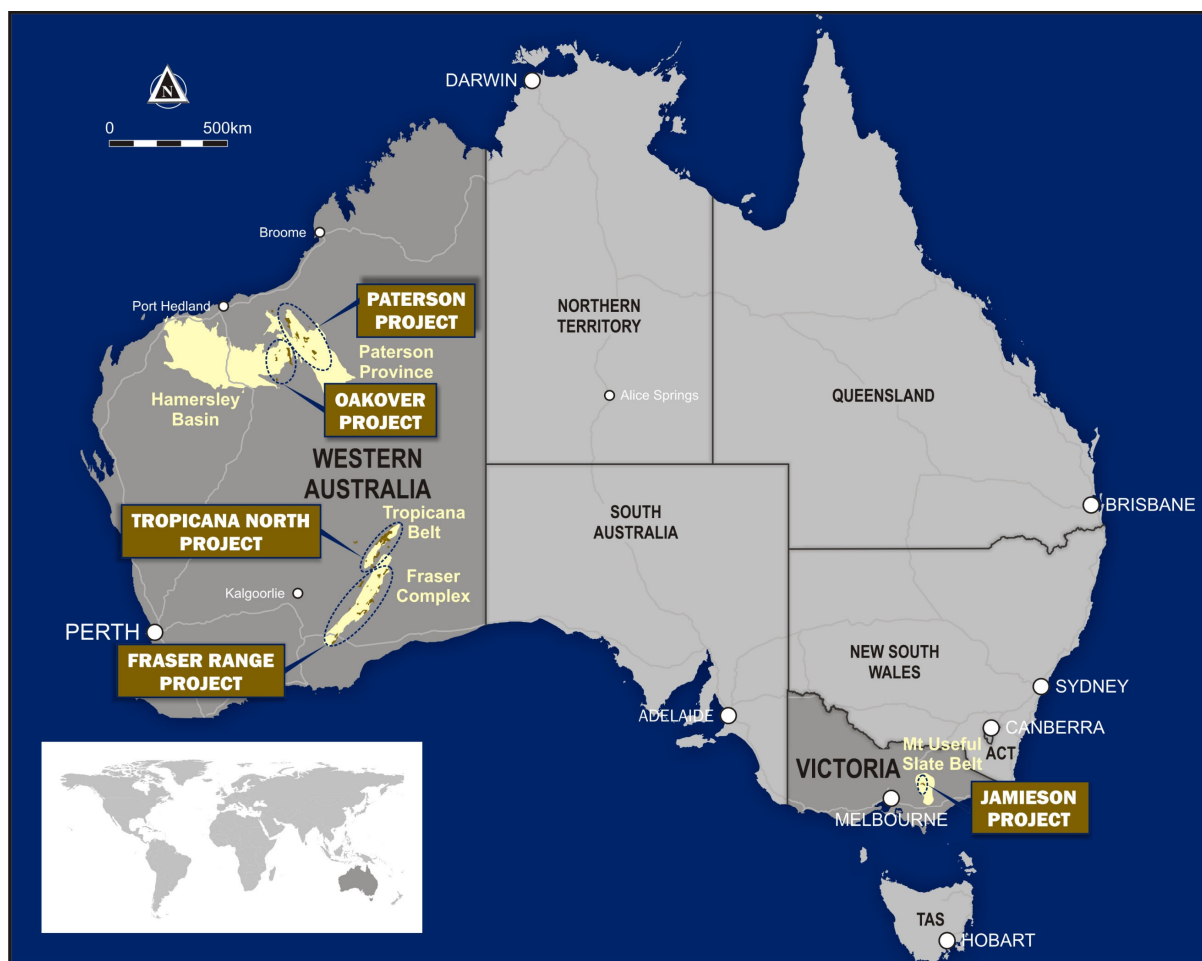 DARWIN
N
0 500km
Broome
Port Hedland
PATERSON
PROJECT
NORTHERN
TERRITORY
Paterson
Province
Hamersley
Basin
OAKOVER
PROJECT
Alice Springs
QUEENSLAND
WESTERN
AUSTRALIA
TROPICANA NORTH
PROJECT
Tropicana
Belt
SOUTH
AUSTRALIA
BRISBANE
Kalgoorlie
Fraser
Complex
PERTH
FRASER RANGE
PROJECT
NEW SOUTH
WALES
SYDNEY
ADELAIDE
CANBERRA
ACT
Mt Useful
Slate Belt
VICTORIA
MELBOURNE
JAMIESON
PROJECT
TAS
HOBART